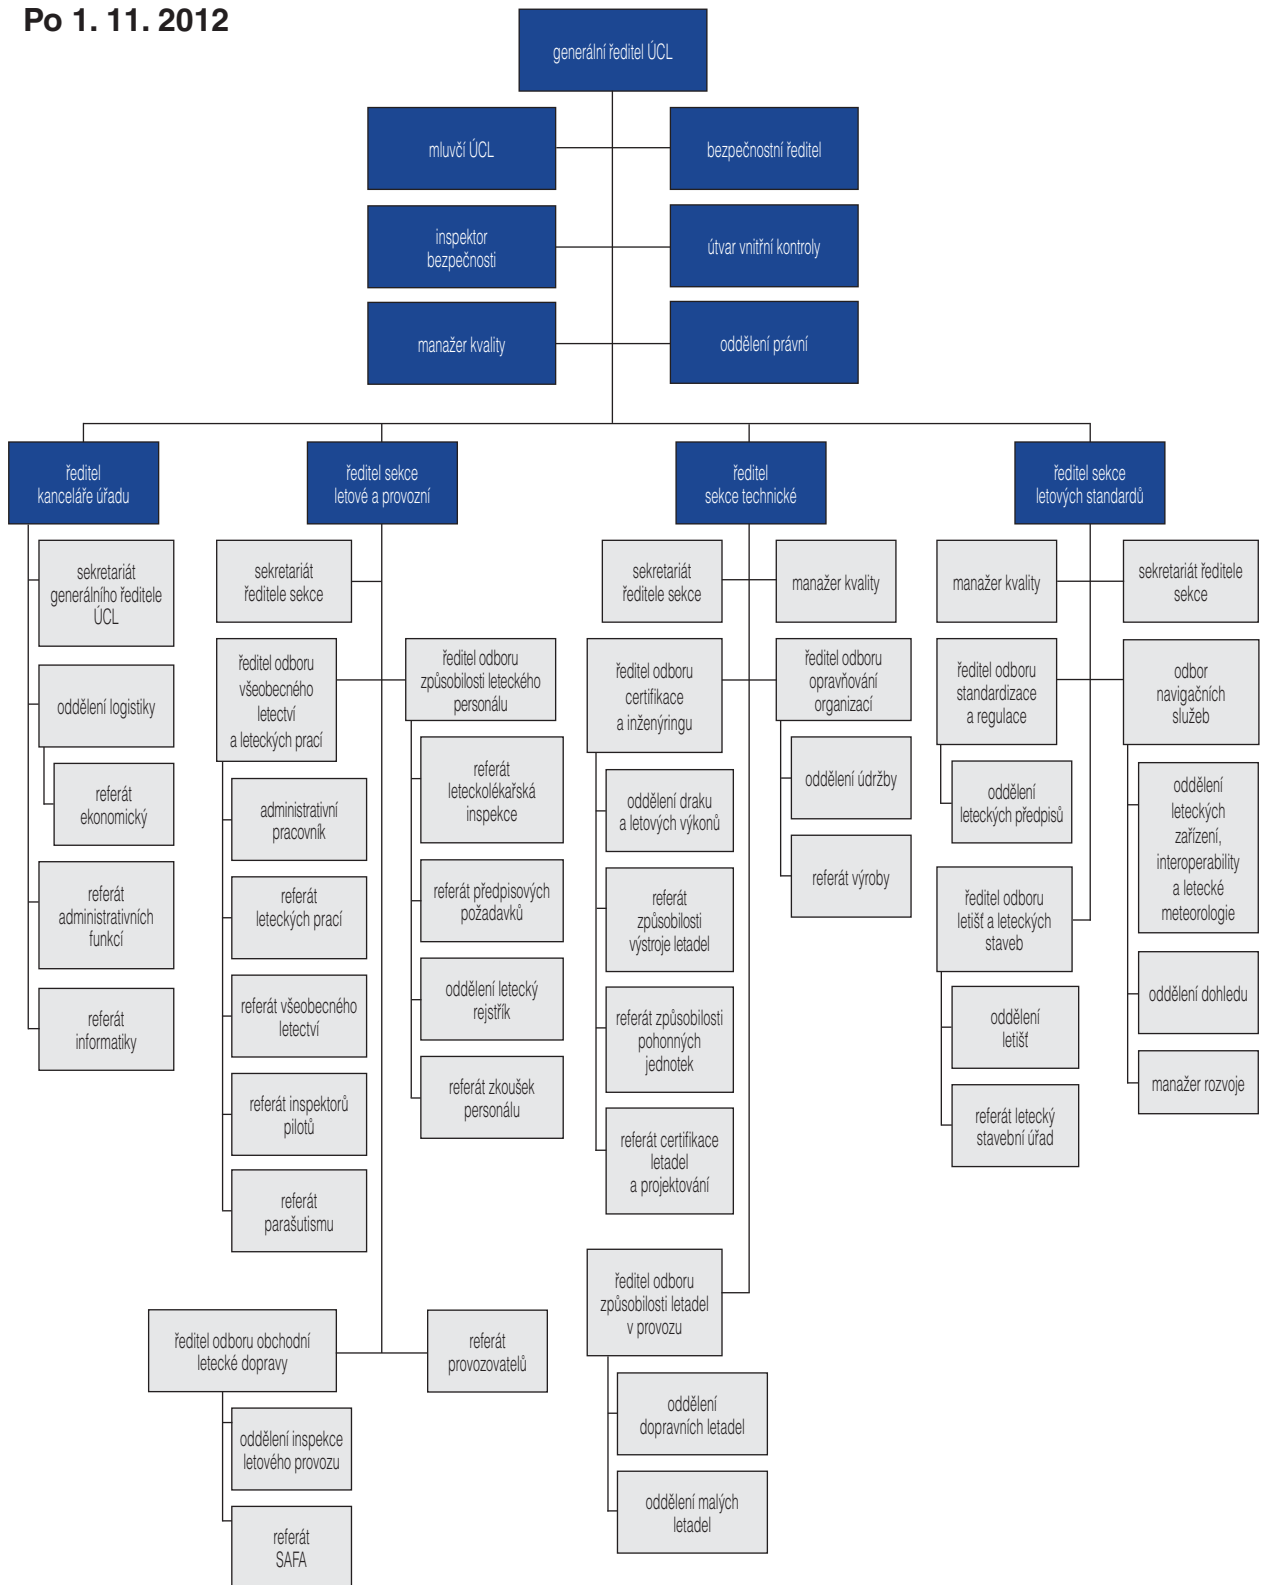 Po 1. 11. 2012
generální ředitel ÚCL
mluvčí ÚCL
bezpečnostní ředitel
inspektor
bezpečnosti
útvar vnitřní kontroly
manažer kvality
oddělení právní
ředitel
kanceláře úřadu
ředitel sekce
letové a provozní
ředitel
sekce technické
ředitel sekce
letových standardů
sekretariát
generálního ředitele
ÚCL
oddělení logistiky
referát
ekonomický
referát
administrativních
funkcí
referát
informatiky
sekretariát
ředitele sekce
ředitel odboru
všeobecného
letectví
a leteckých prací
administrativní
pracovník
referát
leteckých prací
referát všeobecného
letectví
referát inspektorů
pilotů
referát
parašutismu
ředitel odboru
způsobilosti leteckého
personálu
referát
leteckolékařská
inspekce
referát předpisových
požadavků
oddělení letecký
rejstřík
referát zkoušek
personálu
ředitel odboru obchodní
letecké dopravy
oddělení inspekce
letového provozu
referát
SAFA
referát
provozovatelů
sekretariát
ředitele sekce
manažer kvality
ředitel odboru
certifikace
a inženýringu
oddělení draku
a letových výkonů
referát
způsobilosti
výstroje letadel
referát způsobilosti
pohonných
jednotek
referát certifikace
letadel
a projektování
ředitel odboru
opravňování
organizací
oddělení údržby
referát výroby
ředitel odboru
způsobilosti letadel
v provozu
oddělení
dopravních letadel
oddělení malých
letadel
manažer kvality
sekretariát ředitele
sekce
ředitel odboru
standardizace
a regulace
oddělení
leteckých předpisů
ředitel odboru
letišť a leteckých
staveb
oddělení
letišť
referát letecký
stavební úřad
odbor
navigačních
služeb
oddělení
leteckých
zařízení,
interoperability
a letecké
meteorologie
oddělení dohledu
manažer rozvoje